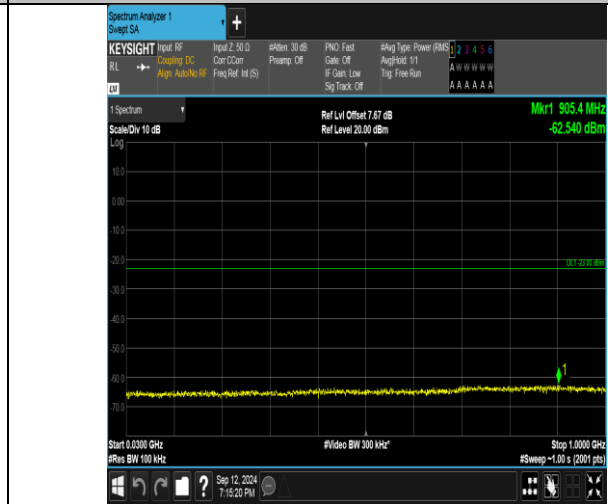 Spectrum Analyzer 1
Swept SA
+
KEYSIGHT
RL
Input: RF
Coupling: DC
Align: Auto/No RF
Input Z: 50 Ω
Corr CCorr
Freq Ref: Int (S)
#Atten: 30 dB
Preamp: Off
PNO: Fast
Gate: Off
IF Gain: Low
Sig Track: Off
#Avg Type: Power (RMS
Avg|Hold: 1/1
Trig: Free Run
1 2 3 4 5 6
A W W W W W
A A A A A A
1 Spectrum
Scale/Div 10 dB
Log
Ref Lvl Offset 7.67 dB
Ref Level 20.00 dBm
Mkr1 905.4 MHz
-62.540 dBm
10.0
0.00
-10.0
-20.0
DL1 -23.00 dBm
-30.0
-40.0
-50.0
1
-60.0
-70.0
Start 0.0300 GHz
#Res BW 100 kHz
#Video BW 300 kHz*
Stop 1.0000 GHz
#Sweep ~1.00 s (2001 pts)
?
Sep 12, 2024
7:15:20 PM